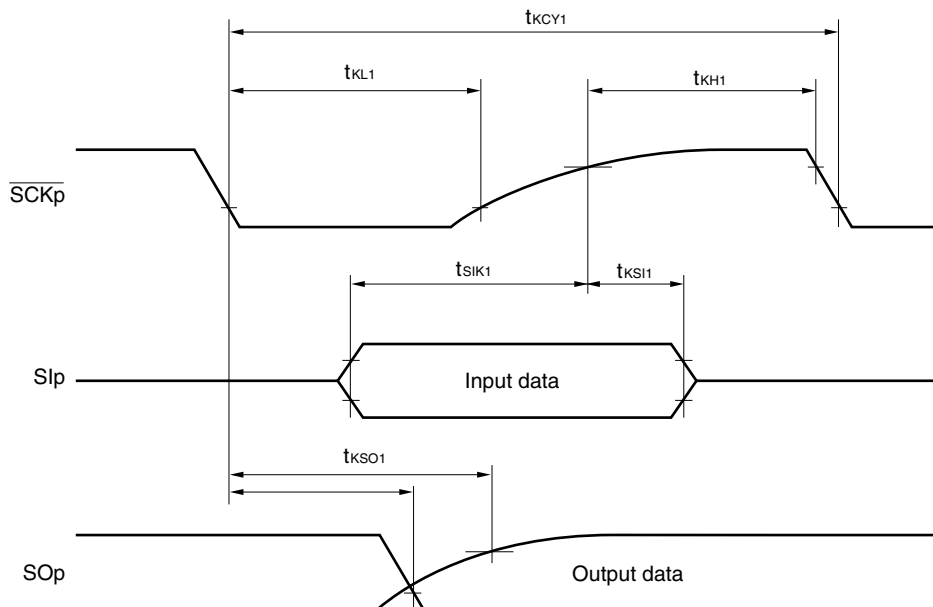 tKCY1
tKL1
tKH1
SCKp
tSIK1
tKSI1
SIp
Input data
tKSO1
SOp
Output data